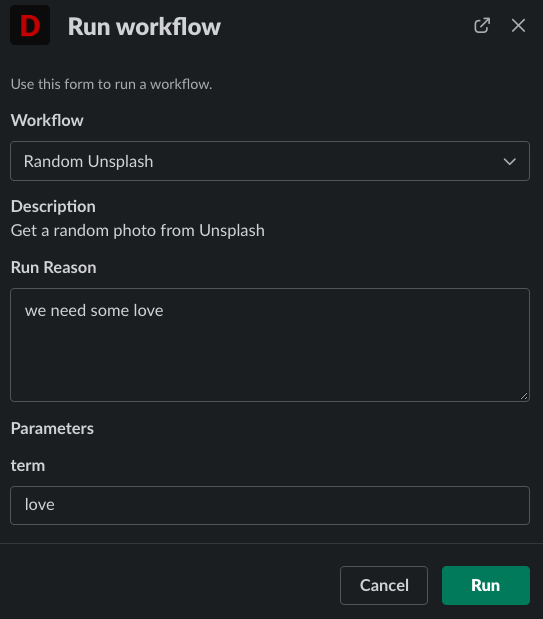 D
Run workflow
Use this form to run a workflow.
Workflow
Random Unsplash
Description
Get a random photo from Unsplash
Run Reason
we need some love
Parameters
term
love
Cancel
Run